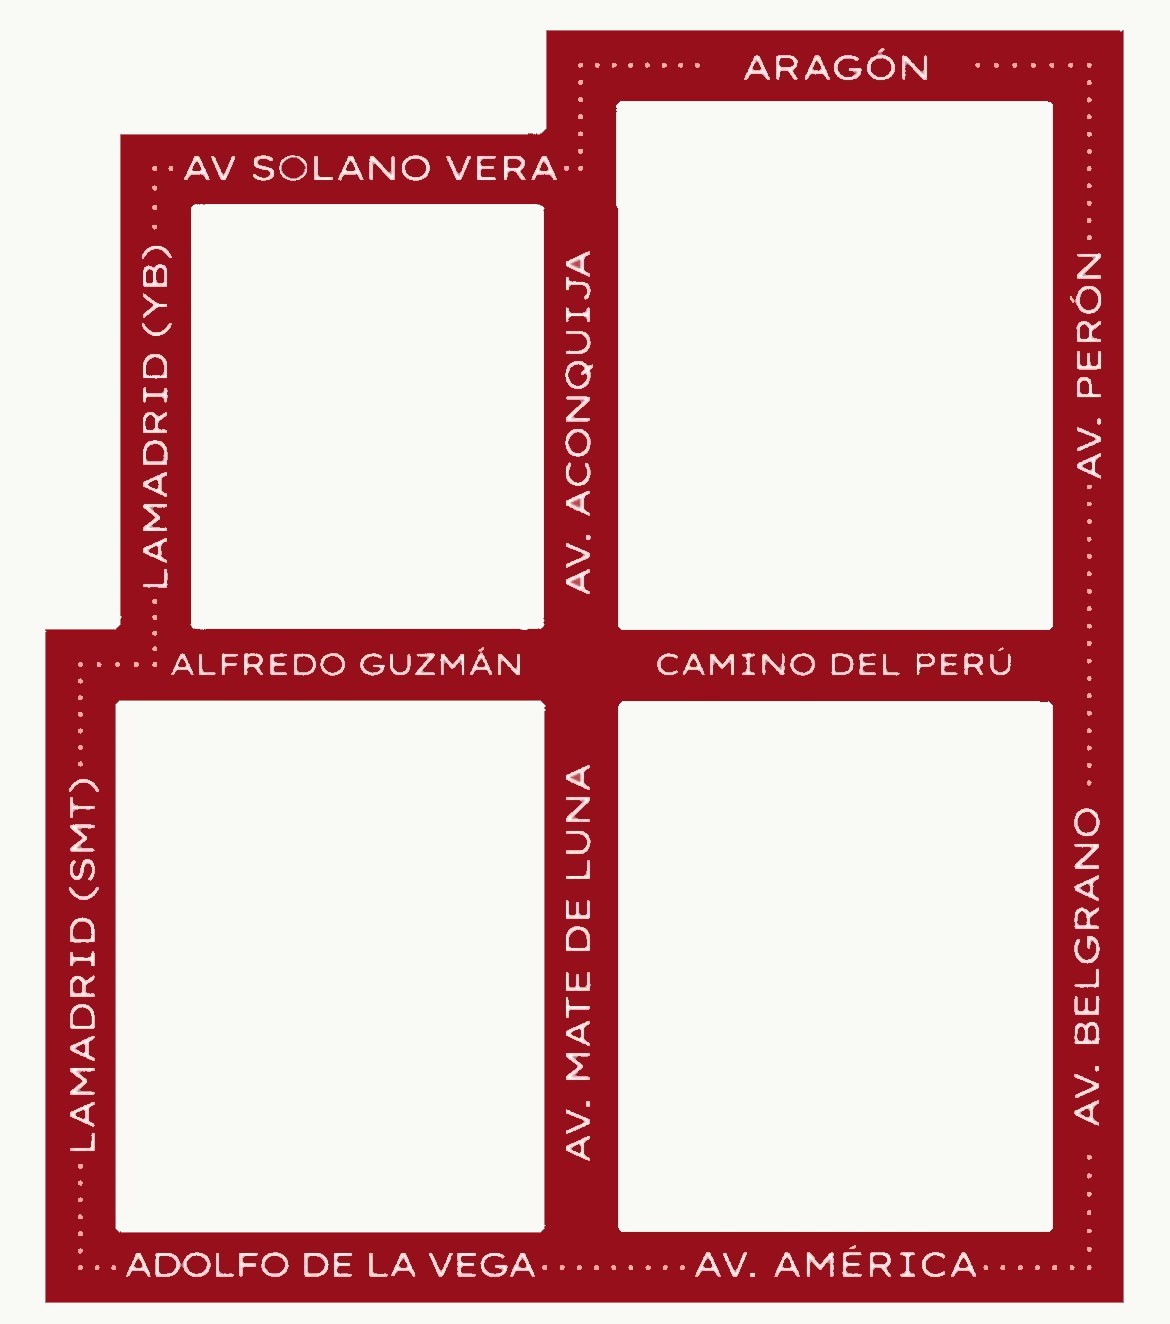 ARAGÓN
AV SOLANO VERA
LAMADRID (YB)
AV. ACONQUIJA
AV. PERÓN
ALFREDO GUZMÁN
CAMINO DEL PERÚ
LAMADRID (SMT)
AV. MATE DE LUNA
AV. BELGRANO
ADOLFO DE LA VEGA
AV. AMÉRICA